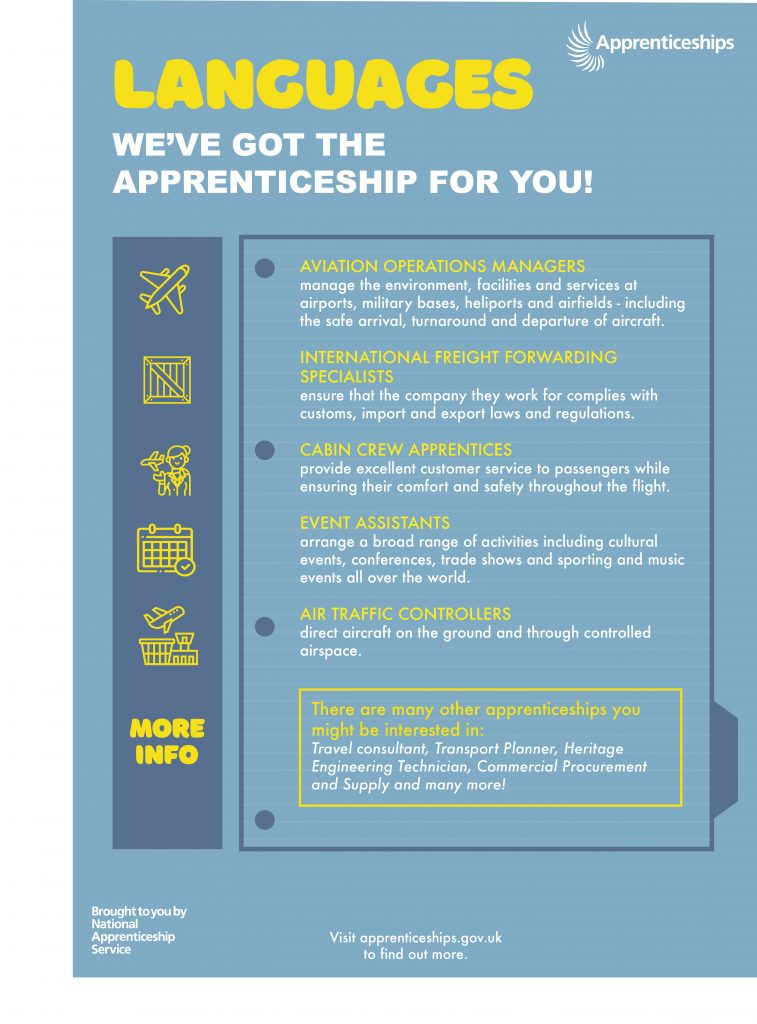 Apprenticeships
LANGUAGES
WE'VE GOT THE
APPRENTICESHIP FOR YOU!
AVIATION OPERATIONS MANAGERS
manage the environment, facilities and services at
airports, military bases, heliports and airfields - including
the safe arrival, turnaround and departure of aircraft.
INTERNATIONAL FREIGHT FORWARDING
SPECIALISTS
ensure that the company they work for complies with
customs, import and export laws and regulations.
CABIN CREW APPRENTICES
provide excellent customer service to passengers while
ensuring their comfort and safety throughout the flight.
EVENT ASSISTANTS
arrange a broad range of activities including cultural
events, conferences, trade shows and sporting and music
events all over the world.
AIR TRAFFIC CONTROLLERS
direct aircraft on the ground and through controlled
airspace.
MORE
INFO
There are many other apprenticeships you
might be interested in:
Travel consultant, Transport Planner, Heritage
Engineering Technician, Commercial Procurement
and Supply and many more!
Brought to you by
National
Apprenticeship
Service
Visit apprenticeships.gov.uk
to find out more.